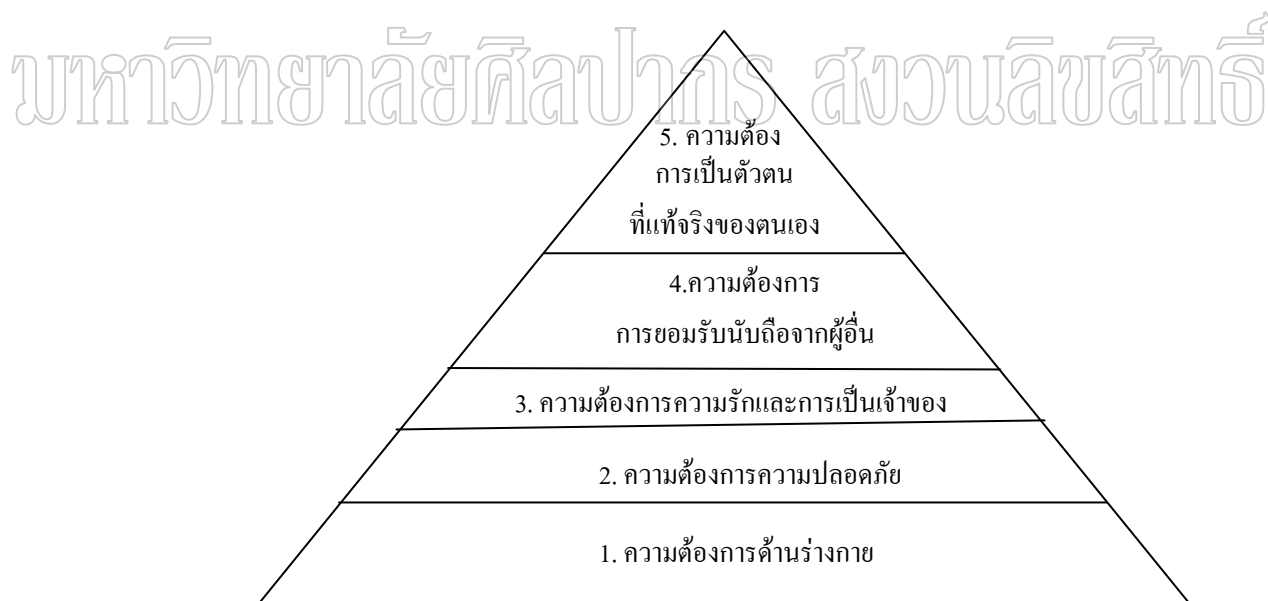 มหาวิทยาลัยศิลปากร สงวนลิขสิทธิ์
5. ความต้อง
การเป็นตัวตน
ที่แท้จริงของตนเอง
4.ความต้องการ
การยอมรับนับถือจากผู้อื่น
3. ความต้องการความรักและการเป็นเจ้าของ
2. ความต้องการความปลอดภัย
1. ความต้องการด้านร่างกาย